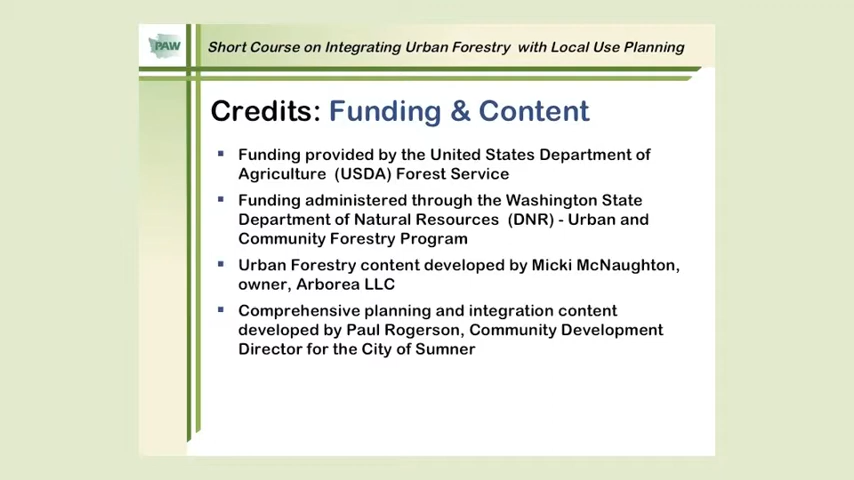 PAW
Short Course on Integrating Urban Forestry with Local Use Planning
Credits: Funding & Content
▪ Funding provided by the United States Department of
Agriculture (USDA) Forest Service
▪ Funding administered through the Washington State
Department of Natural Resources (DNR) - Urban and
Community Forestry Program
▪ Urban Forestry content developed by Micki McNaughton,
owner, Arborea LLC
▪ Comprehensive planning and integration content
developed by Paul Rogerson, Community Development
Director for the City of Sumner